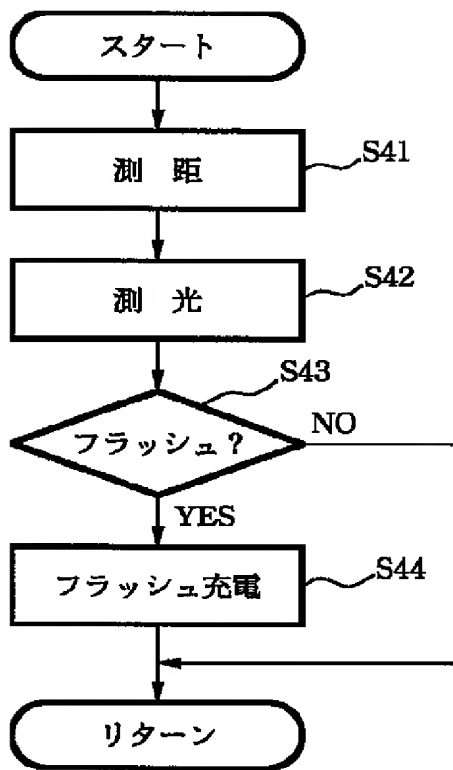 スタート
測 距
S41
測 光
S42
S43
フラッシュ?
NO
YES
フラッシュ充電
S44
リターン